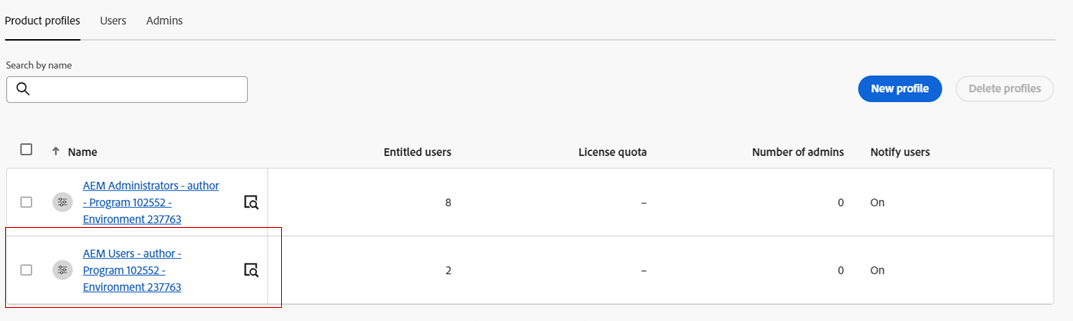 Product profiles Users Admins
Search by name
New profile Delete profiles
Name Entitled users License quota Number of admins Notify users
AEM Administrators - author
- Program 102552 - 8 – 0 On
Environment 237763
AEM Users - author -
Program 102552 - 2 – 0 On
Environment 237763